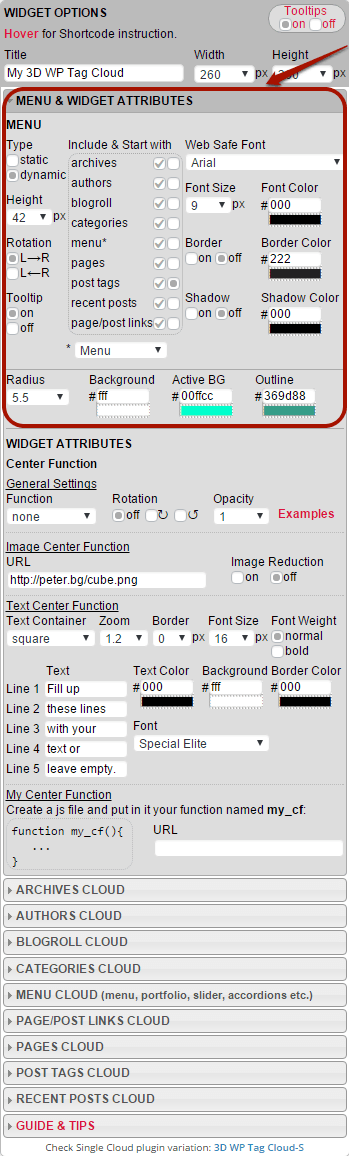 WIDGET OPTIONS
Tooltips
on off
Hover for Shortcode instruction.
Title Width Height
My 3D WP Tag Cloud 260 px px
MENU & WIDGET ATTRIBUTES
MENU
Type Include & Start with Web Safe Font
static archives Arial
dynamic authors Font Size Font Color
Height blogroll 9 px #000
42 px categories Border Border Color
Rotation menu* on off #222
L→R pages Shadow Shadow Color
L←R post tags on off #000
Tooltip recent posts
on page/post links
off
* Menu
Radius Background Active BG Outline
5.5 #fff #00ffcc #369d88
WIDGET ATTRIBUTES
Center Function
General Settings
Function Rotation Opacity
none off ↻ ↺ 1 Examples
Image Center Function
URL Image Reduction
http://peter.bg/cube.png on off
Text Center Function
Text Container Zoom Border Font Size Font Weight
square 1.2 0 px 16 px normal
bold
Text Text Color Background Border Color
Line 1 Fill up #000 #fff #000
Line 2 these lines
Line 3 with your Font
Line 4 text or Special Elite
Line 5 leave empty.
My Center Function
Create a js file and put in it your function named my_cf:
function my_cf(){ URL
...
}
ARCHIVES CLOUD
AUTHORS CLOUD
BLOGROLL CLOUD
CATEGORIES CLOUD
MENU CLOUD (menu, portfolio, slider, accordions etc.)
PAGE/POST LINKS CLOUD
PAGES CLOUD
POST TAGS CLOUD
RECENT POSTS CLOUD
GUIDE & TIPS
Check Single Cloud plugin variation: 3D WP Tag Cloud-S